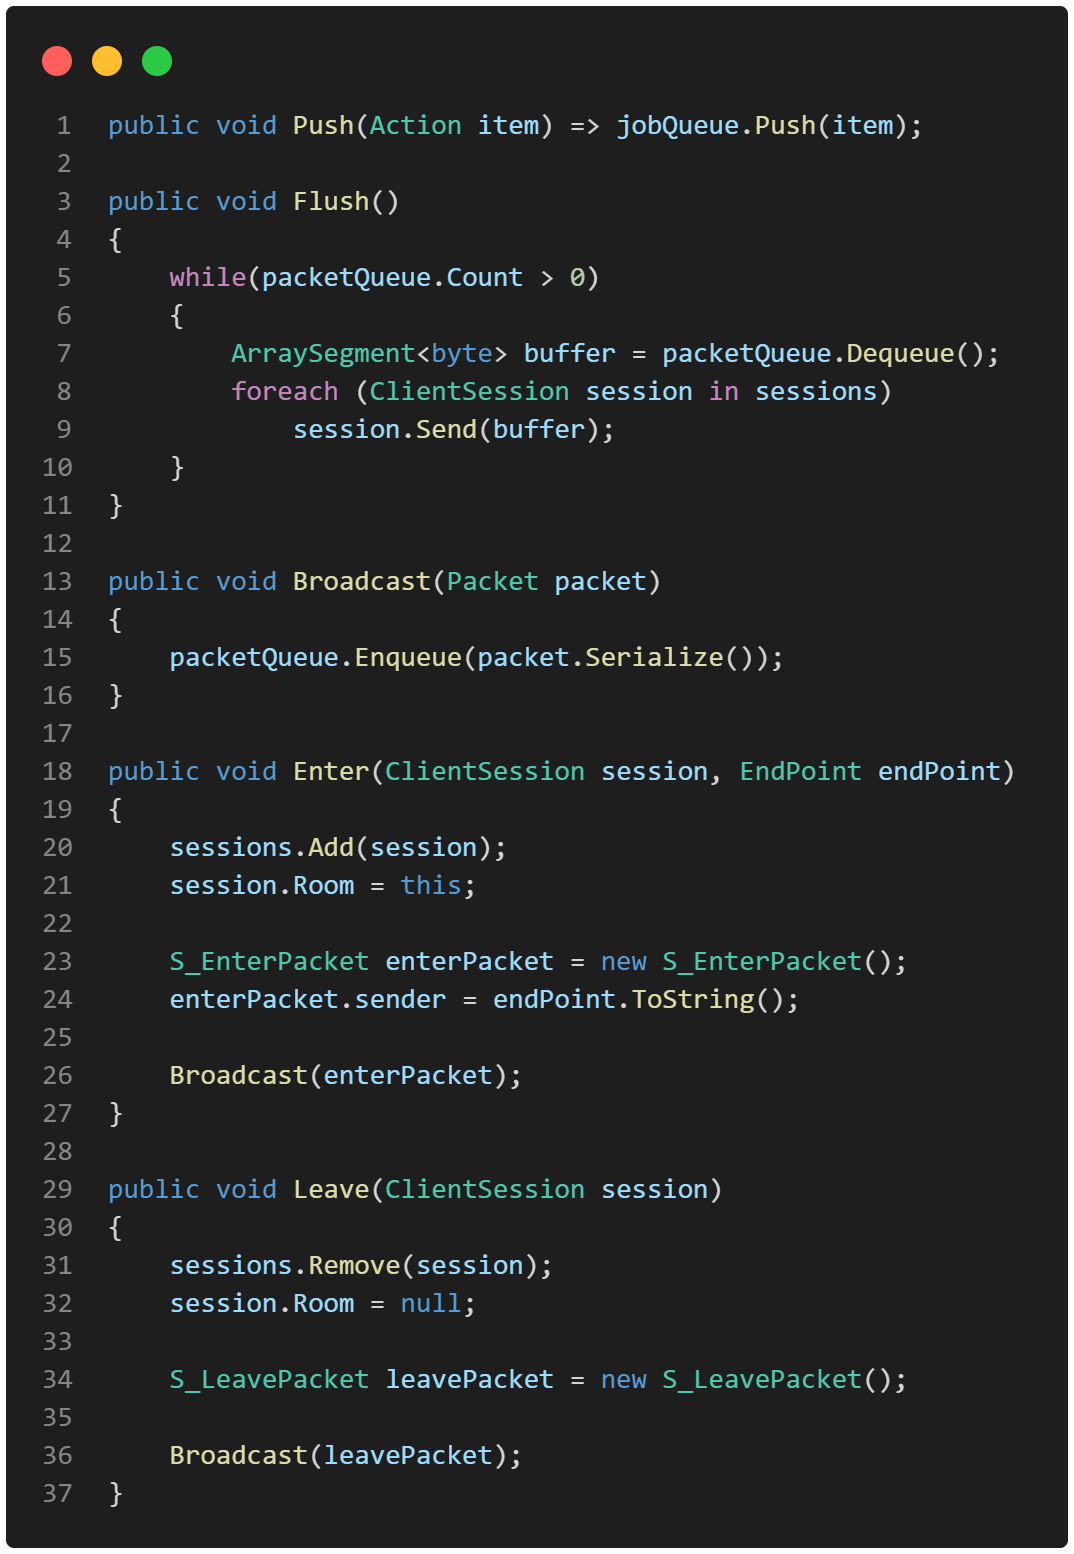 1 public void Push(Action item) => jobQueue.Push(item);
2
3 public void Flush()
4 {
5     while(packetQueue.Count > 0)
6     {
7         ArraySegment<byte> buffer = packetQueue.Dequeue();
8         foreach (ClientSession session in sessions)
9             session.Send(buffer);
10     }
11 }
12
13 public void Broadcast(Packet packet)
14 {
15     packetQueue.Enqueue(packet.Serialize());
16 }
17
18 public void Enter(ClientSession session, EndPoint endPoint)
19 {
20     sessions.Add(session);
21     session.Room = this;
22
23     S_EnterPacket enterPacket = new S_EnterPacket();
24     enterPacket.sender = endPoint.ToString();
25
26     Broadcast(enterPacket);
27 }
28
29 public void Leave(ClientSession session)
30 {
31     sessions.Remove(session);
32     session.Room = null;
33
34     S_LeavePacket leavePacket = new S_LeavePacket();
35
36     Broadcast(leavePacket);
37 }